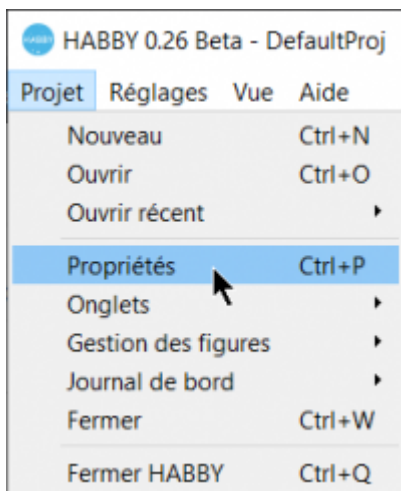 HABBY HABBY 0.26 Beta - DefaultProj
Projet Réglages Vue Aide
Nouveau Ctrl+N
Ouvrir Ctrl+O
Ouvrir récent
Propriétés Ctrl+P
Onglets
Gestion des figures
Journal de bord
Fermer Ctrl+W
Fermer HABBY Ctrl+Q